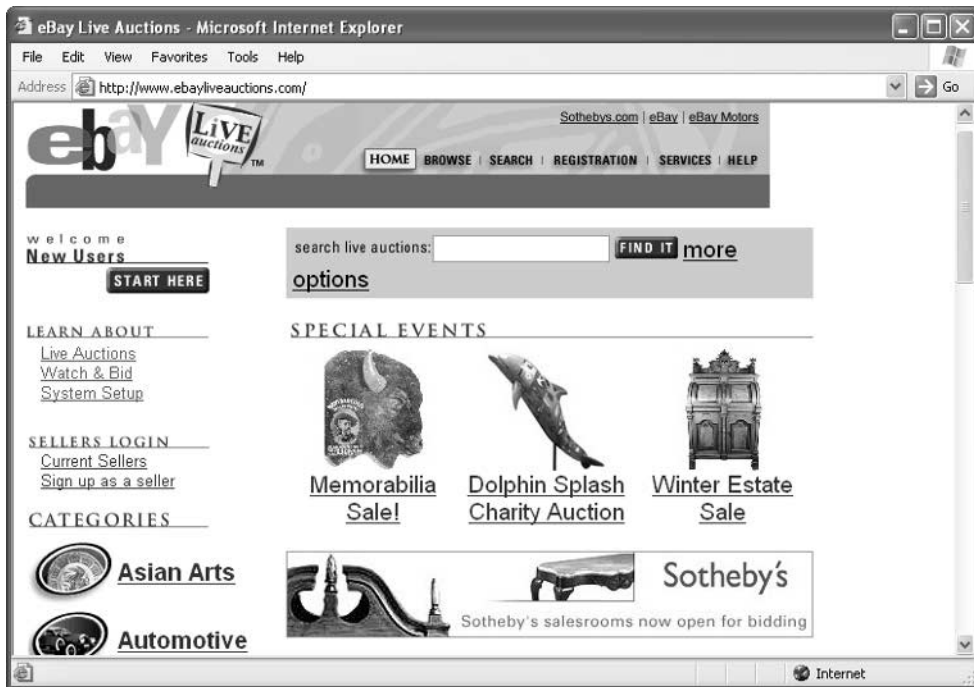 eBay Live Auctions - Microsoft Internet Explorer
File Edit View Favorites Tools Help
Address http://www.ebayliveauctions.com/ Go
ebay LiVE auctions TM
Sothebys.com | eBay | eBay Motors
HOME BROWSE | SEARCH | REGISTRATION | SERVICES | HELP
welcome
New Users
START HERE
search live auctions: FIND IT more
options
LEARN ABOUT
Live Auctions
Watch & Bid
System Setup
SELLERS LOGIN
Current Sellers
Sign up as a seller
CATEGORIES
Asian Arts
Automotive
SPECIAL EVENTS
Memorabilia
Sale!
Dolphin Splash
Charity Auction
Winter Estate
Sale
Sotheby's
Sotheby's salesrooms now open for bidding
Internet